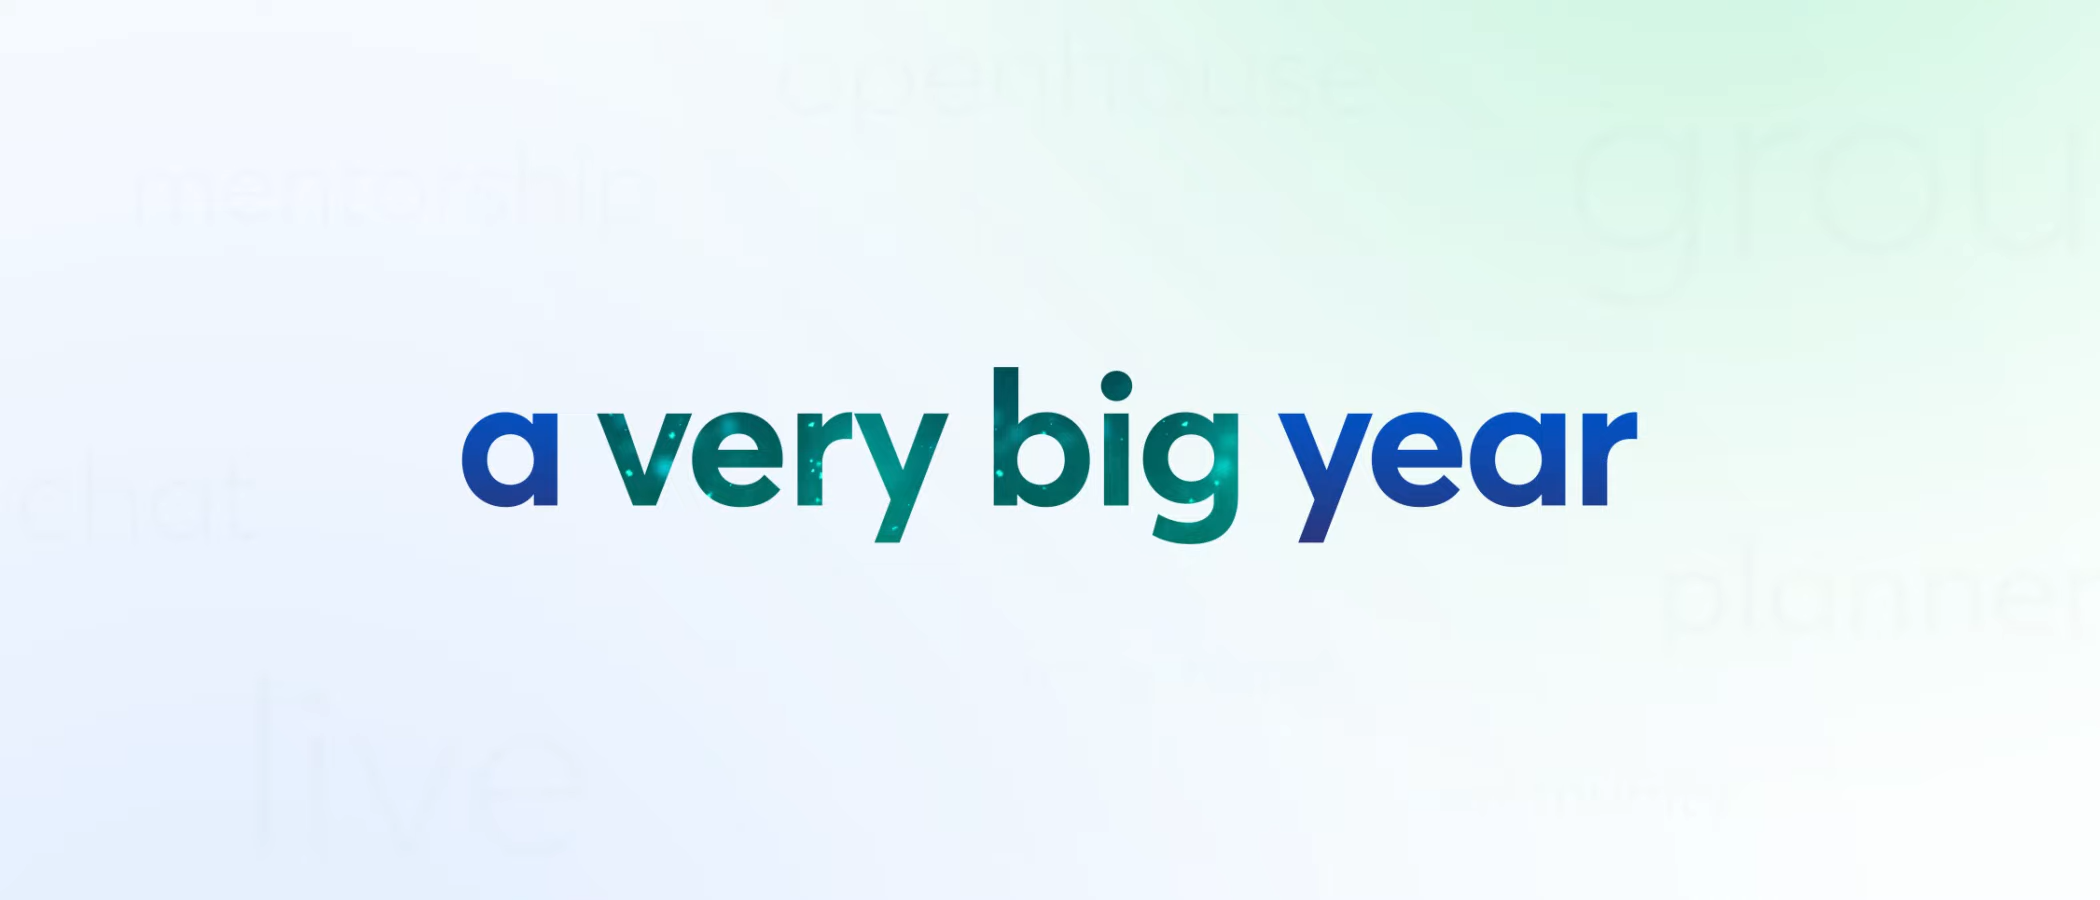 openhouse
mentorship
grou
a very big year
chat
planner
live